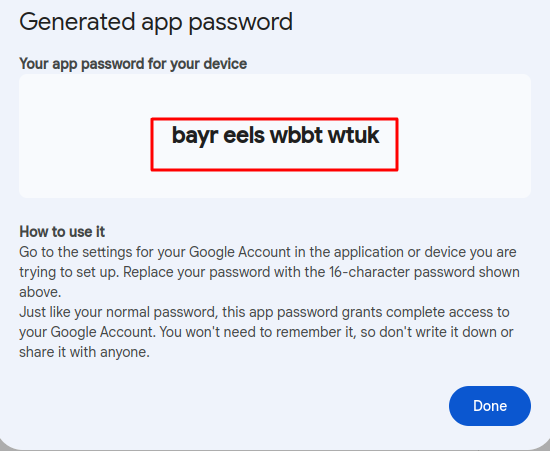 Generated app password
Your app password for your device
bayr eels wbbt wtuk
How to use it
Go to the settings for your Google Account in the application or device you are
trying to set up. Replace your password with the 16-character password shown
above.
Just like your normal password, this app password grants complete access to
your Google Account. You won't need to remember it, so don't write it down or
share it with anyone.
Done